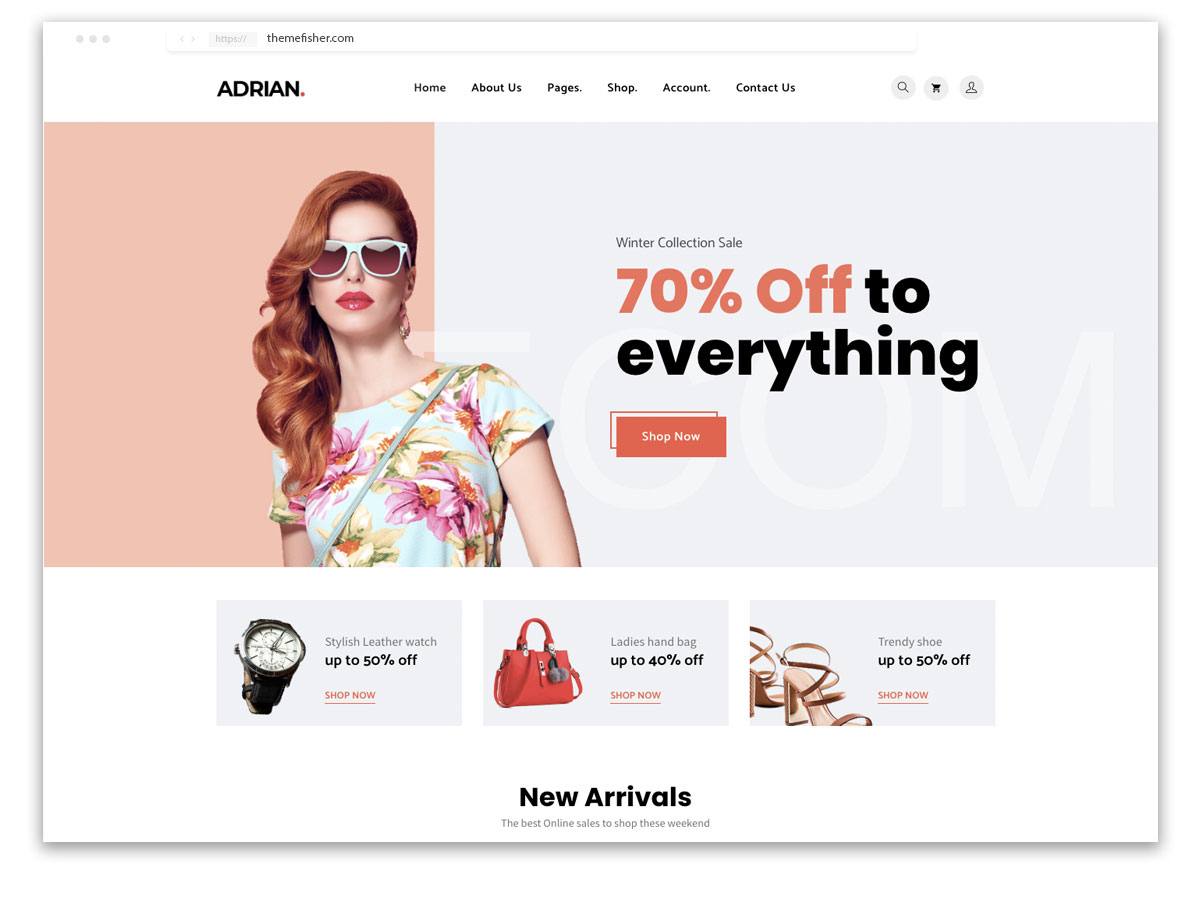 https:// themefisher.com
ADRIAN.
Home About Us Pages. Shop. Account. Contact Us
Winter Collection Sale
70% Off to
everything
COM
Shop Now
Stylish Leather watch
up to 50% off
SHOP NOW
Ladies hand bag
up to 40% off
SHOP NOW
Trendy shoe
up to 50% off
SHOP NOW
New Arrivals
The best Online sales to shop these weekend